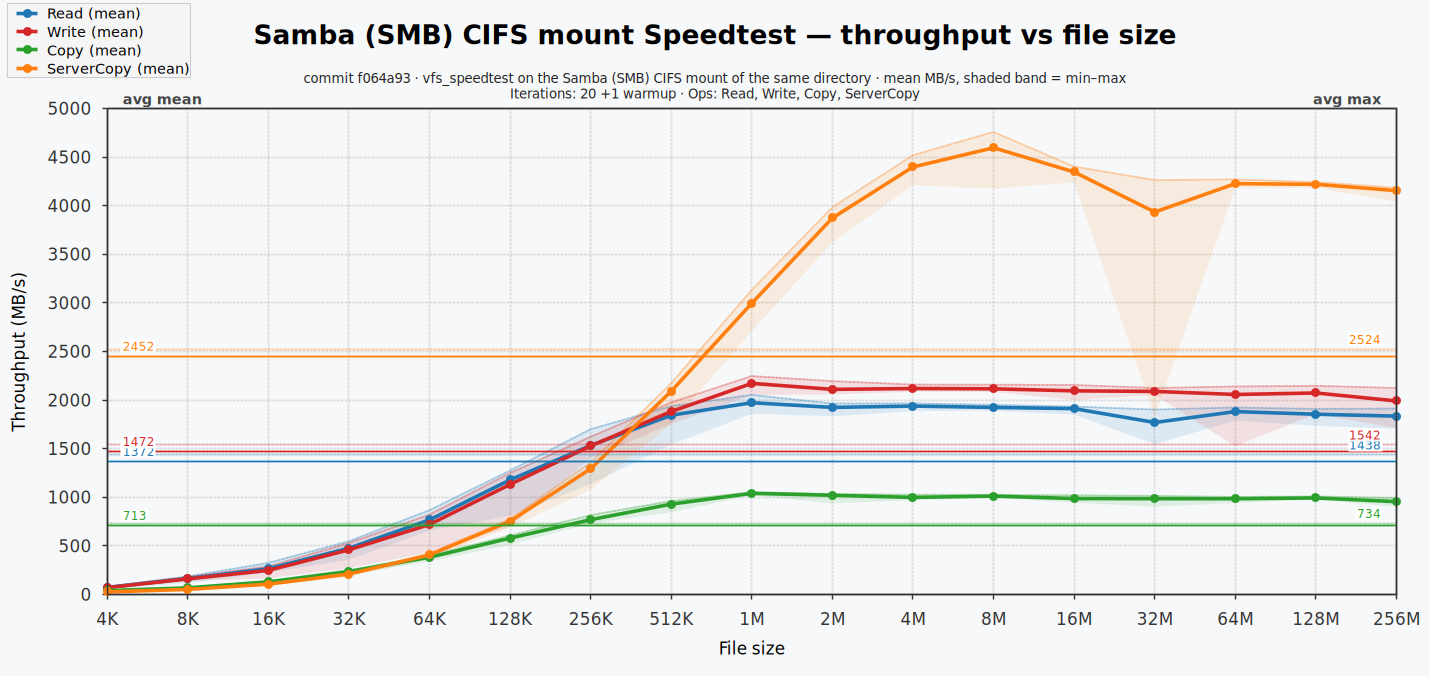 Read (mean)
Write (mean)
Copy (mean)
ServerCopy (mean)
Samba (SMB) CIFS mount Speedtest — throughput vs file size
commit f064a93 · vfs_speedtest on the Samba (SMB) CIFS mount of the same directory · mean MB/s, shaded band = min–max
Iterations: 20 +1 warmup · Ops: Read, Write, Copy, ServerCopy
avg mean
avg max
5000
4500
4000
3500
3000
2500
2000
1500
1000
500
0
Throughput (MB/s)
2452
2524
1472
1542
1372
1438
713
734
4K 8K 16K 32K 64K 128K 256K 512K 1M 2M 4M 8M 16M 32M 64M 128M 256M
File size